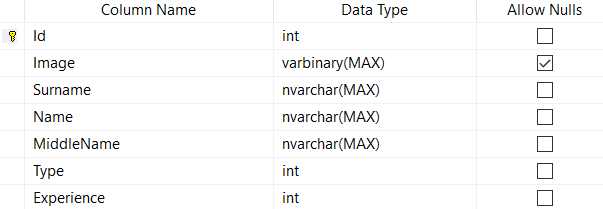 Column Name Data Type Allow Nulls
Id int
Image varbinary(MAX)
Surname nvarchar(MAX)
Name nvarchar(MAX)
MiddleName nvarchar(MAX)
Type int
Experience int